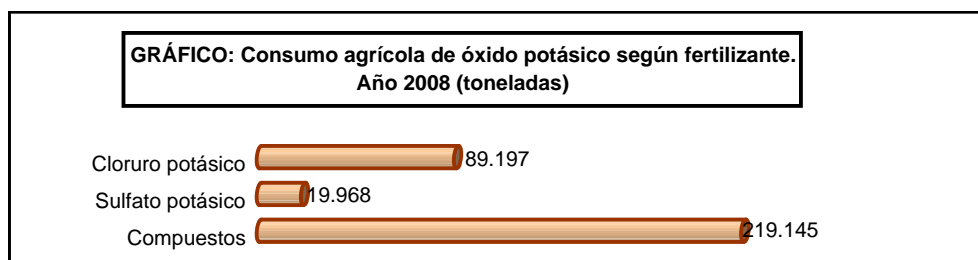 GRÁFICO: Consumo agrícola de óxido potásico según fertilizante.
Año 2008 (toneladas)
Cloruro potásico 89.197
Sulfato potásico 19.968
Compuestos 219.145